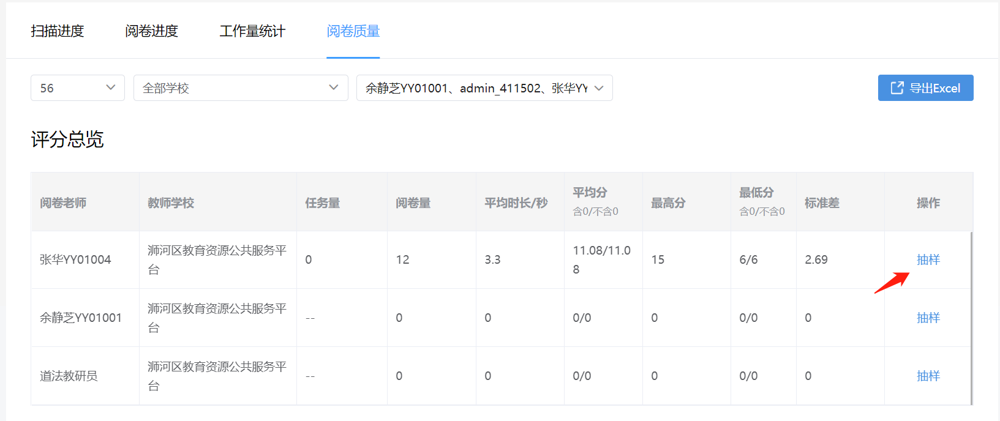 扫描进度 阅卷进度 工作量统计 阅卷质量
56 全部学校 余静芝YY01001、admin_411502、张华YY 导出Excel
评分总览
阅卷老师 教师学校 任务量 阅卷量 平均时长/秒 平均分 最高分 最低分 标准差 操作
含0/不含0 含0/不含0
张华YY01004 浉河区教育资源公共服务平 0 12 3.3 11.08/11.0 15 6/6 2.69 抽样
台 8
余静芝YY01001 浉河区教育资源公共服务平 -- 0 0 0/0 0 0/0 0 抽样
台
道法教研员 浉河区教育资源公共服务平 -- 0 0 0/0 0 0/0 0 抽样
台